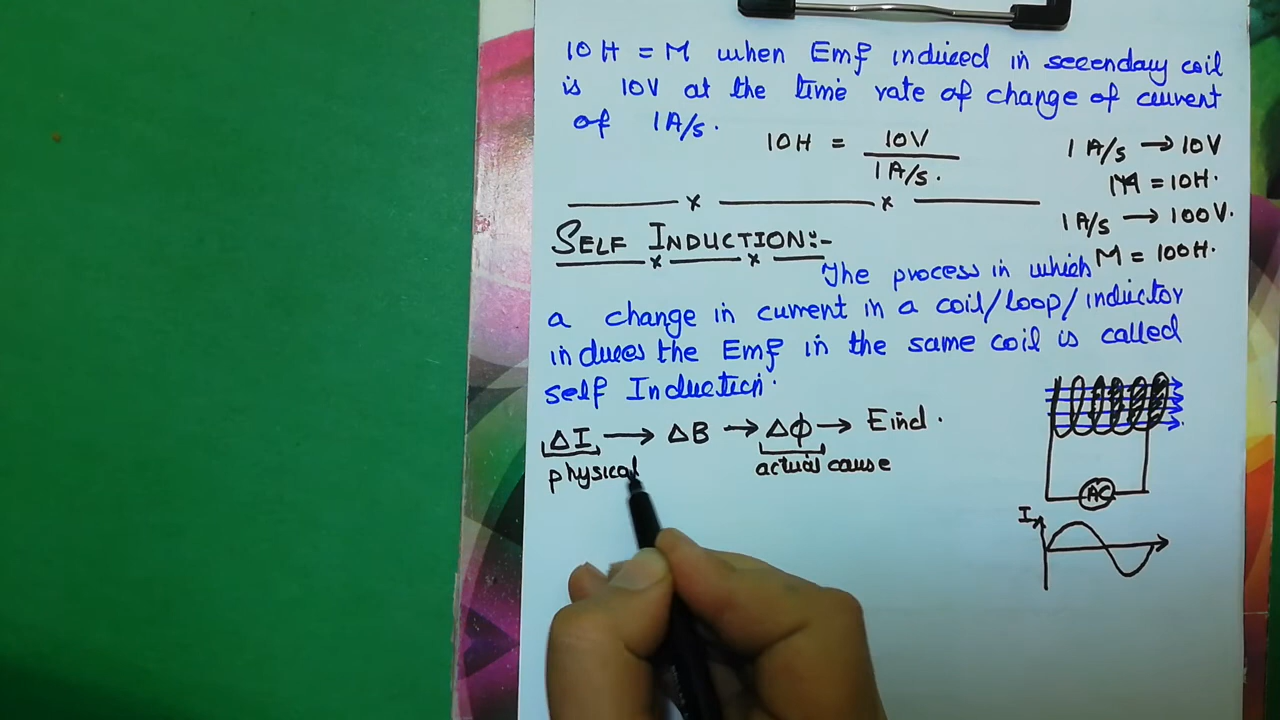 10 H = M when Emf induced in secendary coil
is 10V at the time rate of change of current
of 1A/s.
10H = 10V / 1A/s.
1 A/s → 10V
M = 10H.
1A/s → 100V.
M = 100H.
SELF INDUCTION:-
The process in which
a change in current in a coil/loop/inductor
induces the Emf in the same coil is called
self Induction.
ΔI → ΔB → Δϕ → Eind.
physical actual cause
AC
I